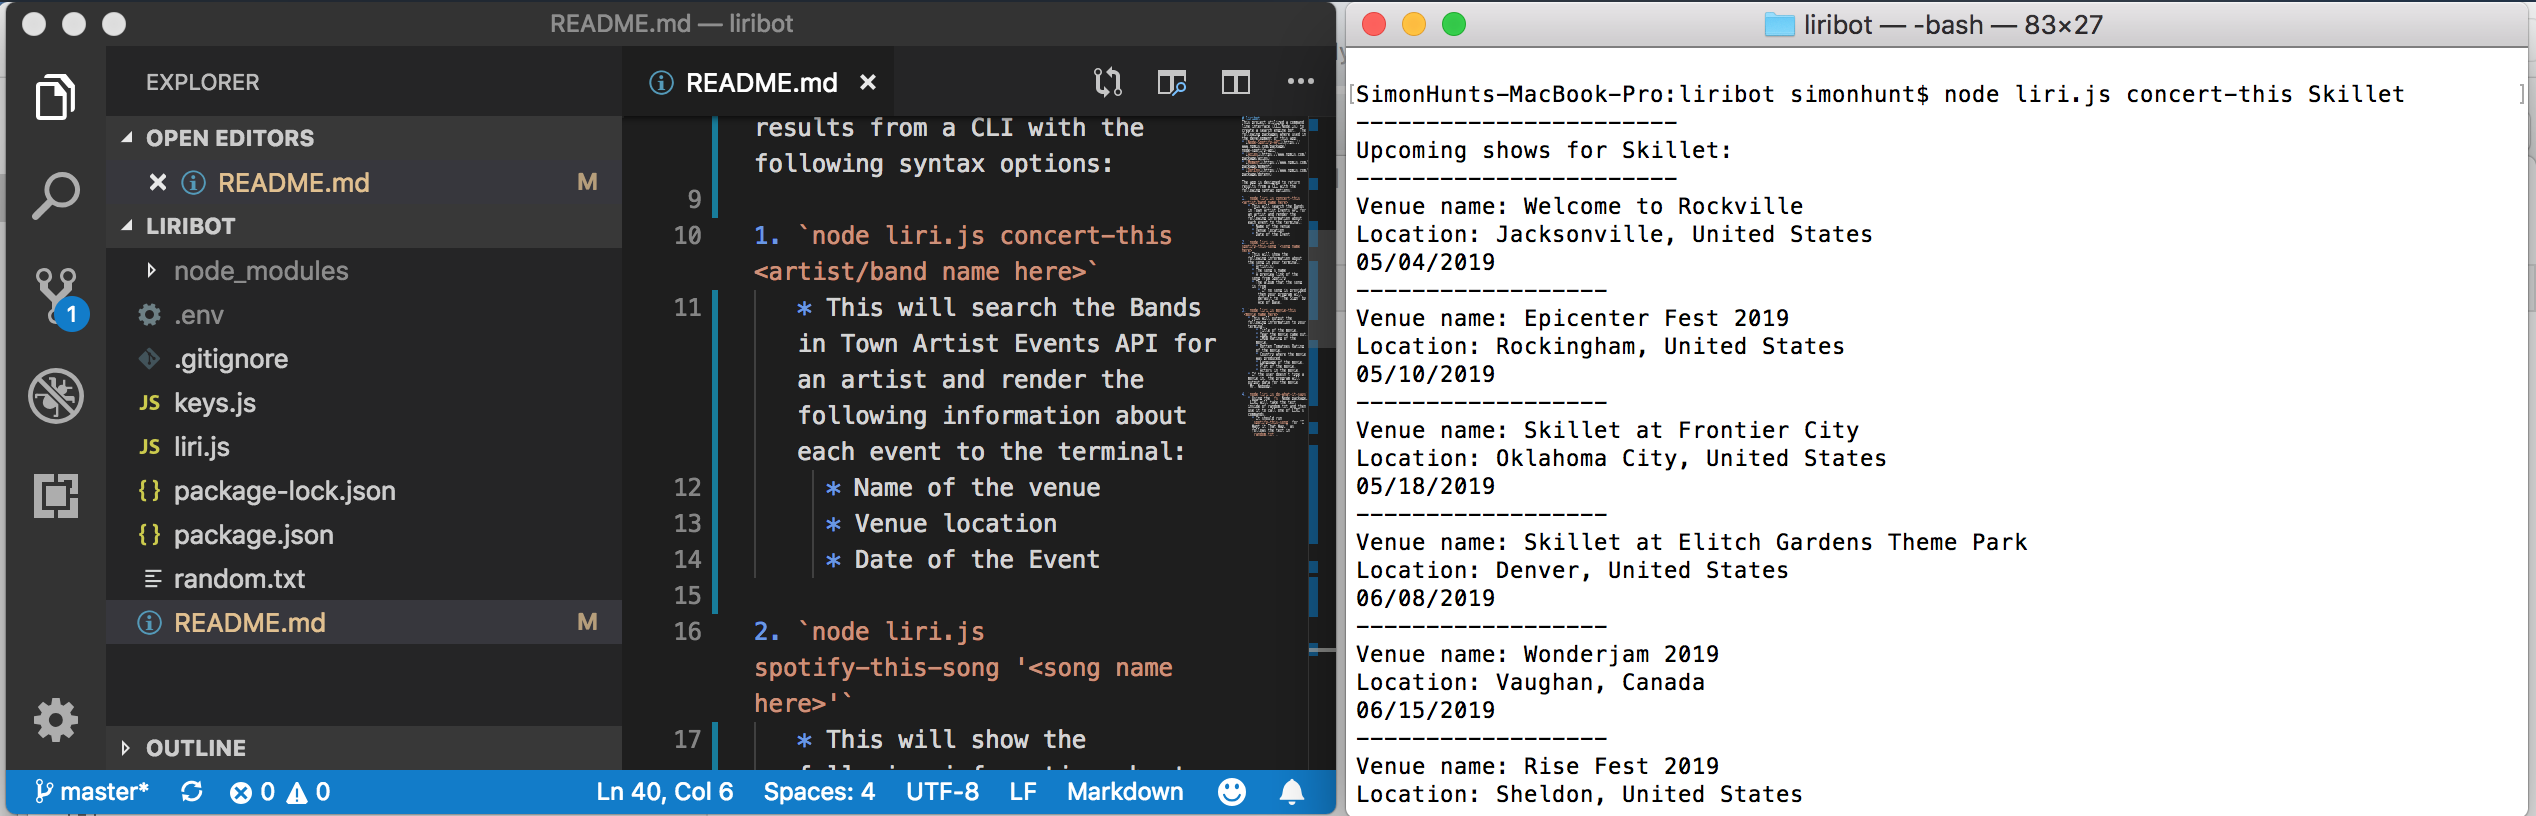 README.md — liribot
EXPLORER
OPEN EDITORS
README.md M
LIRIBOT
node_modules
.env
.gitignore
JS keys.js
JS liri.js
{} package-lock.json
{} package.json
random.txt
README.md M
OUTLINE
1
README.md
results from a CLI with the
following syntax options:
9
10 1. `node liri.js concert-this
<artist/band name here>`
11 * This will search the Bands
in Town Artist Events API for
an artist and render the
following information about
each event to the terminal:
12 * Name of the venue
13 * Venue location
14 * Date of the Event
15
16 2. `node liri.js
spotify-this-song '<song name
here>'`
17 * This will show the
master* 0 0 Ln 40, Col 6 Spaces: 4 UTF-8 LF Markdown
liribot — -bash — 83×27
[SimonHunts-MacBook-Pro:liribot simonhunt$ node liri.js concert-this Skillet ]
-----------------------
Upcoming shows for Skillet:
-----------------------
Venue name: Welcome to Rockville
Location: Jacksonville, United States
05/04/2019
------------------
Venue name: Epicenter Fest 2019
Location: Rockingham, United States
05/10/2019
------------------
Venue name: Skillet at Frontier City
Location: Oklahoma City, United States
05/18/2019
------------------
Venue name: Skillet at Elitch Gardens Theme Park
Location: Denver, United States
06/08/2019
------------------
Venue name: Wonderjam 2019
Location: Vaughan, Canada
06/15/2019
------------------
Venue name: Rise Fest 2019
Location: Sheldon, United States